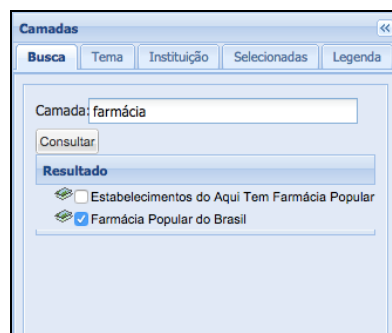 Camadas
Busca Tema Instituição Selecionadas Legenda
Camada: farmácia
Consultar
Resultado
Estabelecimentos do Aqui Tem Farmácia Popular
Farmácia Popular do Brasil